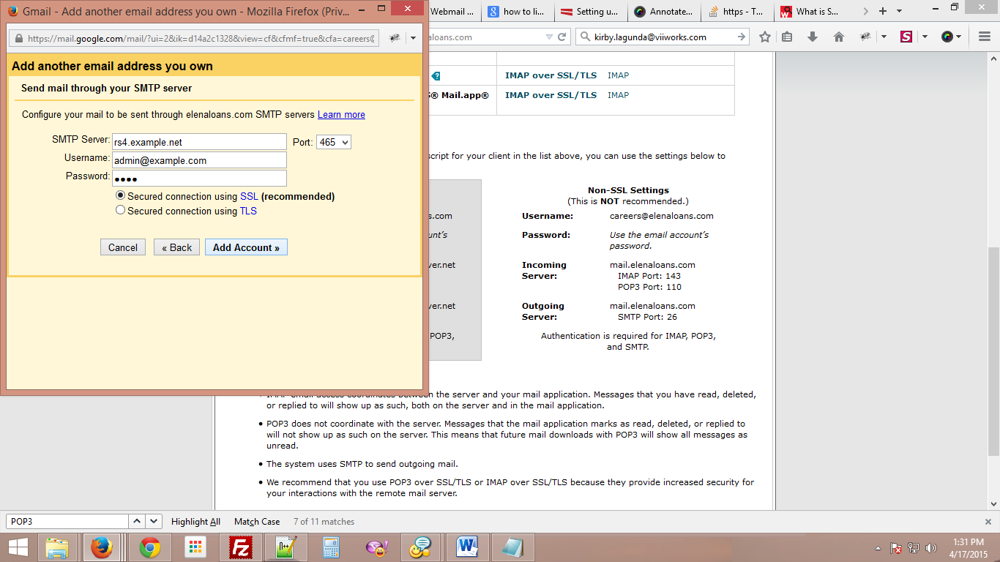 Gmail - Add another email address you own - Mozilla Firefox (Priv...
https://mail.google.com/mail/?ui=2&ik=d14a2c1328&view=cf&cfmf=true&cfa=careers@
Add another email address you own
Send mail through your SMTP server
Configure your mail to be sent through elenaloans.com SMTP servers Learn more
SMTP Server: rs4.example.net Port: 465
Username: admin@example.com
Password: ••••
Secured connection using SSL (recommended)
Secured connection using TLS
Cancel « Back Add Account »
Webmail ... how to li... Setting u... Annotate... https - T... What is S...
loans.com kirby.lagunda@viiworks.com
IMAP over SSL/TLS IMAP
® Mail.app® IMAP over SSL/TLS IMAP
script for your client in the list above, you can use the settings below to
s.com
unt’s
ver.net
ver.net
POP3,
Non-SSL Settings
(This is NOT recommended.)
Username: careers@elenaloans.com
Password: Use the email account’s
password.
Incoming mail.elenaloans.com
Server: IMAP Port: 143
POP3 Port: 110
Outgoing mail.elenaloans.com
Server: SMTP Port: 26
Authentication is required for IMAP, POP3,
and SMTP.
• IMAP email access coordinates between the server and your mail application. Messages that you have read, deleted,
or replied to will show up as such, both on the server and in the mail application.
• POP3 does not coordinate with the server. Messages that the mail application marks as read, deleted, or replied to
will not show up as such on the server. This means that future mail downloads with POP3 will show all messages as
unread.
• The system uses SMTP to send outgoing mail.
• We recommend that you use POP3 over SSL/TLS or IMAP over SSL/TLS because they provide increased security for
your interactions with the remote mail server.
POP3 Highlight All Match Case 7 of 11 matches
1:31 PM
4/17/2015